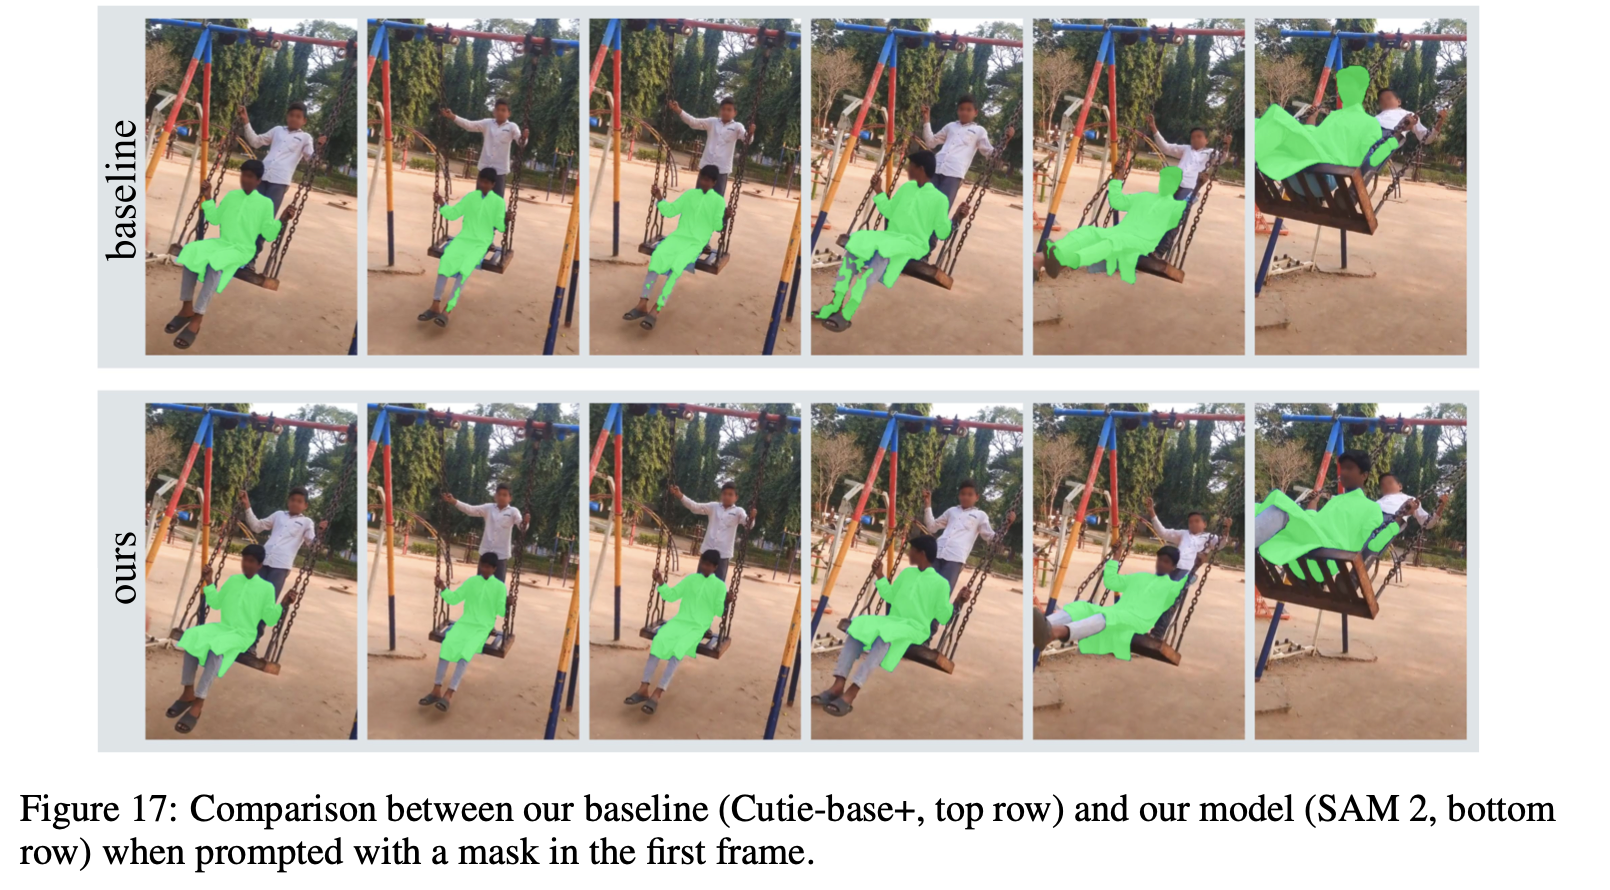 baseline
ours
Figure 17: Comparison between our baseline (Cutie-base+, top row) and our model (SAM 2, bottom
row) when prompted with a mask in the first frame.